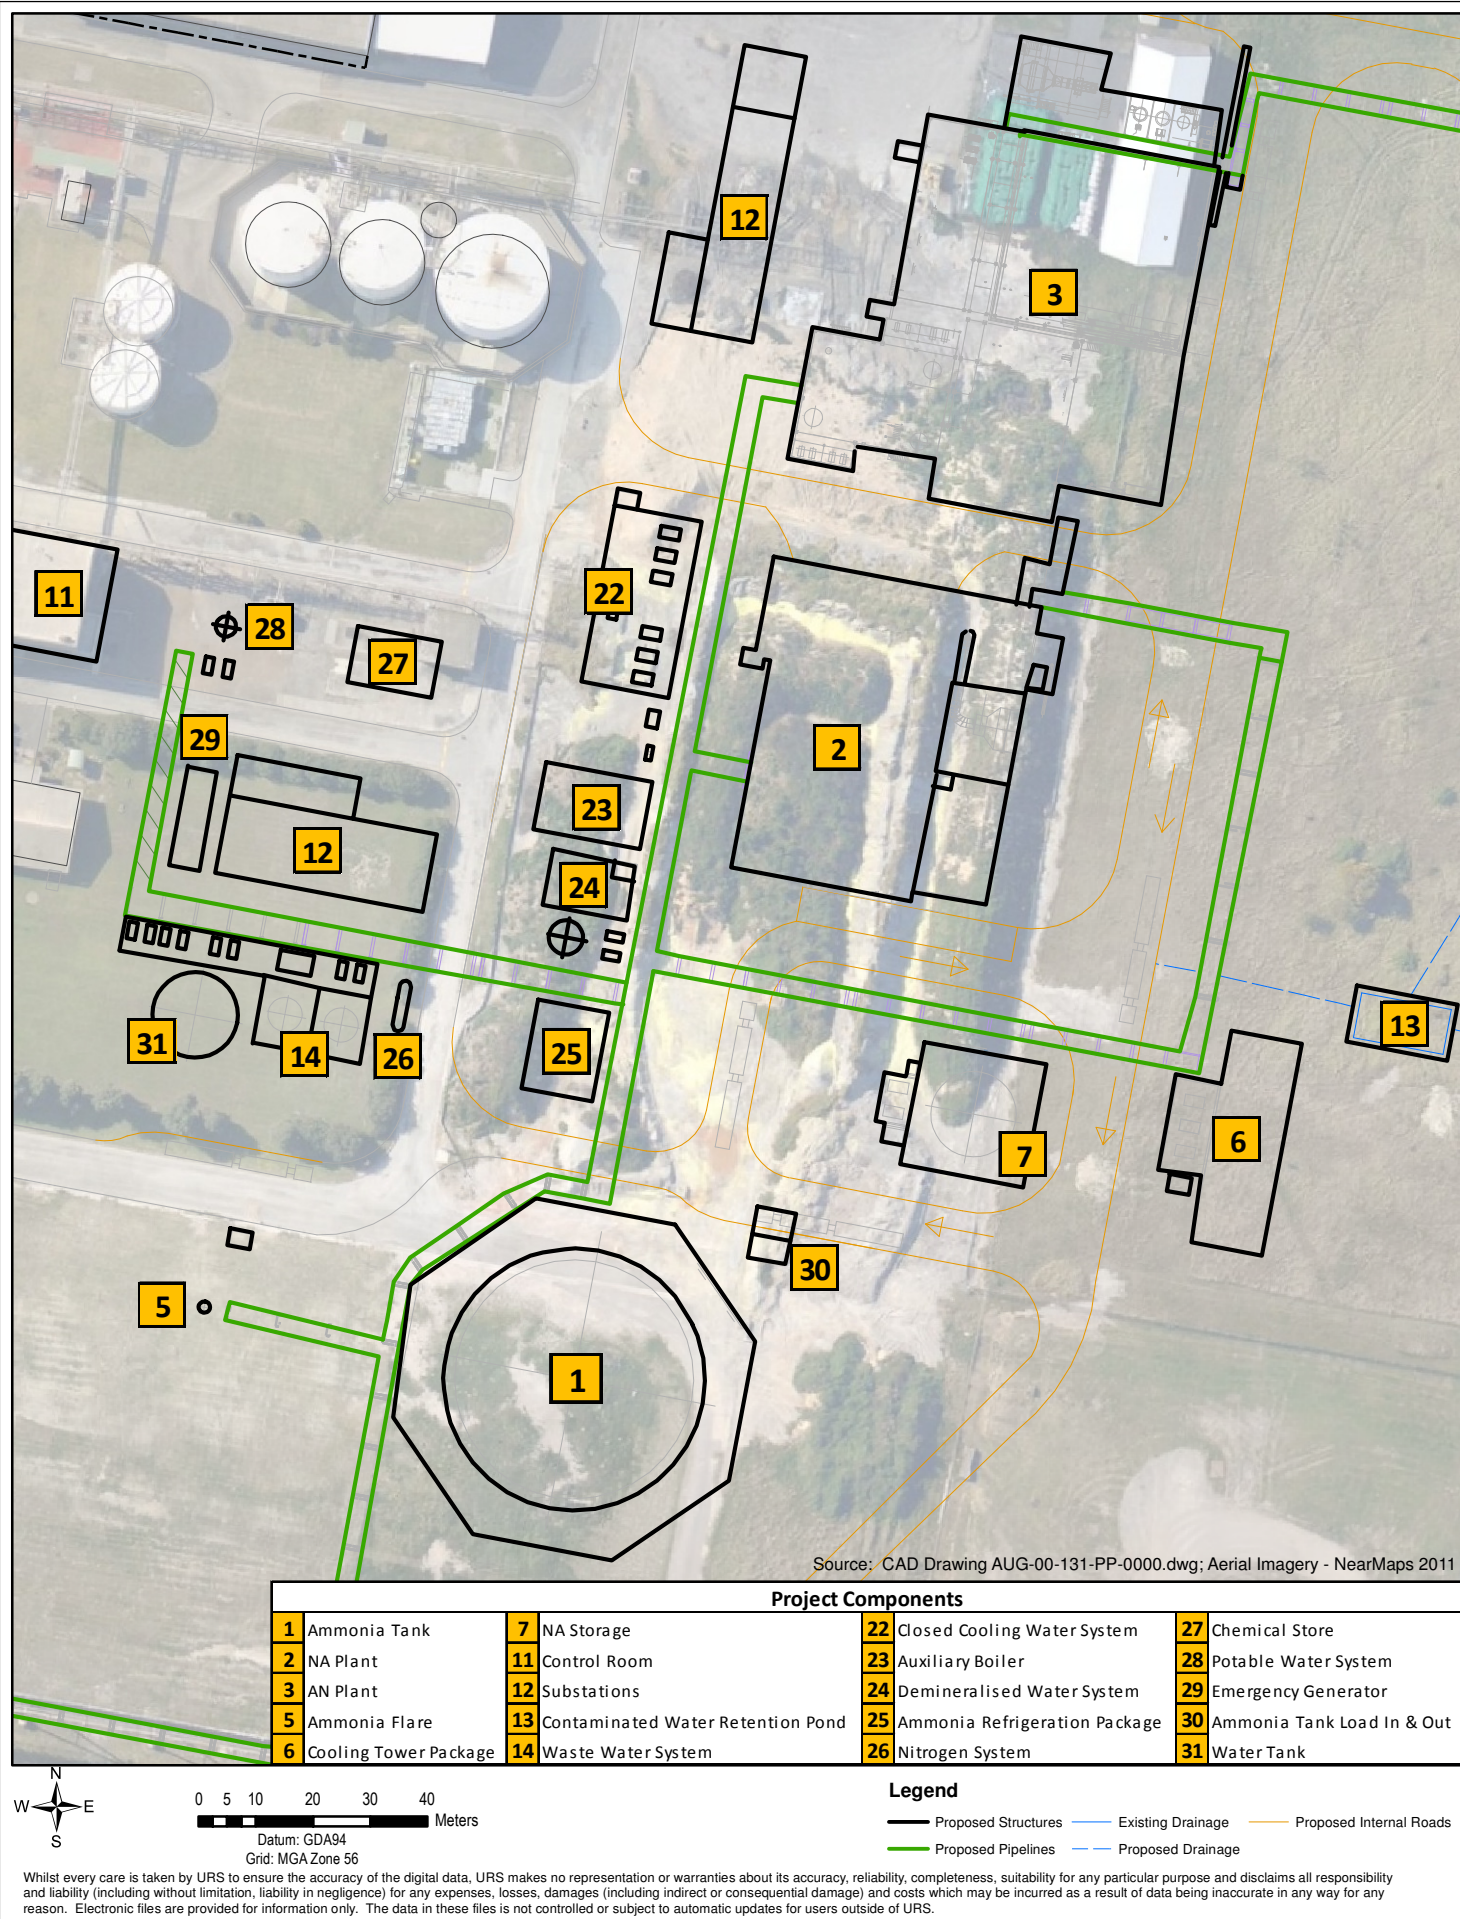 12
3
11
22
28
27
2
29
23
12
24
13
31
14
26
25
6
7
30
5
1
Source: CAD Drawing AUG-00-131-PP-0000.dwg; Aerial Imagery - NearMaps 2011
Project Components
1 Ammonia Tank 7 NA Storage 22 Closed Cooling Water System 27 Chemical Store
2 NA Plant 11 Control Room 23 Auxiliary Boiler 28 Potable Water System
3 AN Plant 12 Substations 24 Demineralised Water System 29 Emergency Generator
5 Ammonia Flare 13 Contaminated Water Retention Pond 25 Ammonia Refrigeration Package 30 Ammonia Tank Load In & Out
6 Cooling Tower Package 14 Waste Water System 26 Nitrogen System 31 Water Tank
N
W E
S
0 5 10 20 30 40
Meters
Datum: GDA94
Grid: MGA Zone 56
Legend
Proposed Structures Existing Drainage Proposed Internal Roads
Proposed Pipelines Proposed Drainage
Whilst every care is taken by URS to ensure the accuracy of the digital data, URS makes no representation or warranties about its accuracy, reliability, completeness, suitability for any particular purpose and disclaims all responsibility
and liability (including without limitation, liability in negligence) for any expenses, losses, damages (including indirect or consequential damage) and costs which may be incurred as a result of data being inaccurate in any way for any
reason. Electronic files are provided for information only. The data in these files is not controlled or subject to automatic updates for users outside of URS.